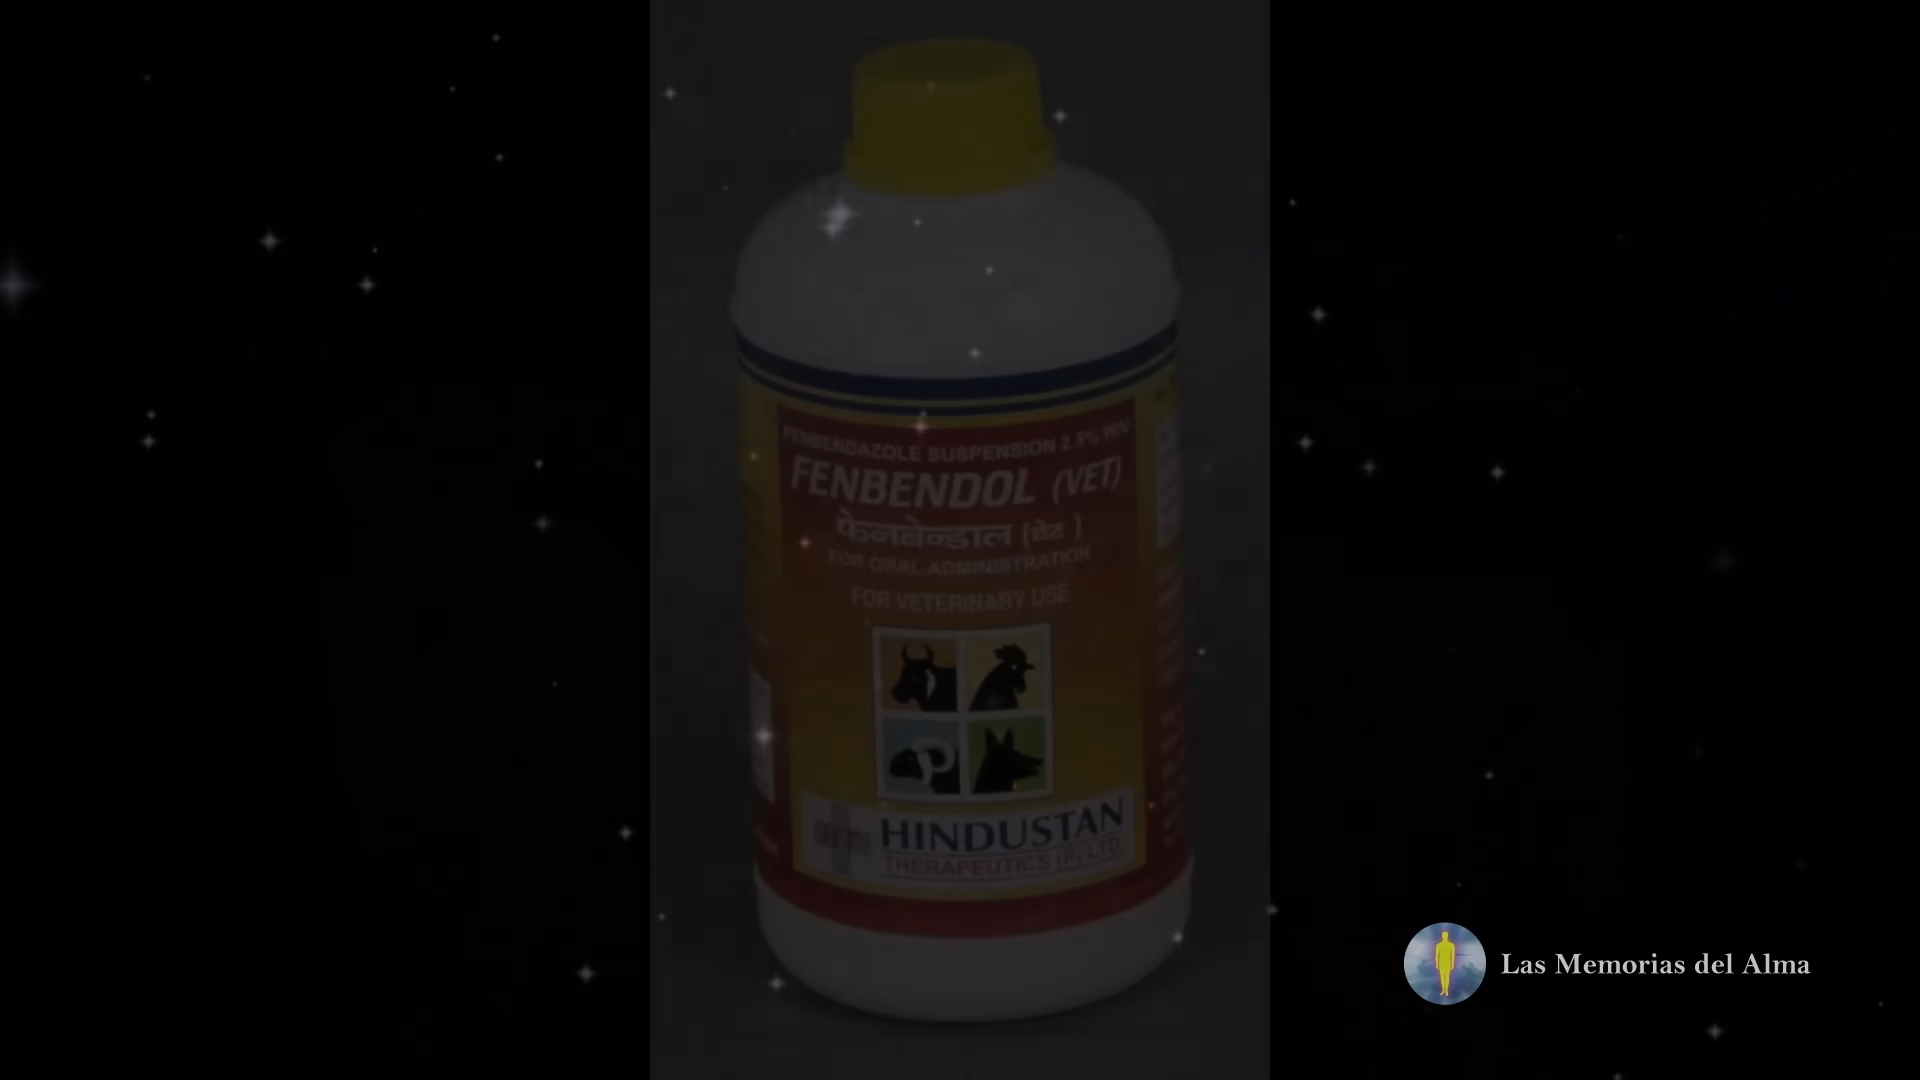 FENBENDAZOLE SUSPENSION 2.5% W/V
FENBENDOL (VET)
फेनबेन्डाल (वेट )
FOR ORAL ADMINISTRATION
FOR VETERINARY USE
HINDUSTAN
THERAPEUTICS (P) LTD.
Las Memorias del Alma